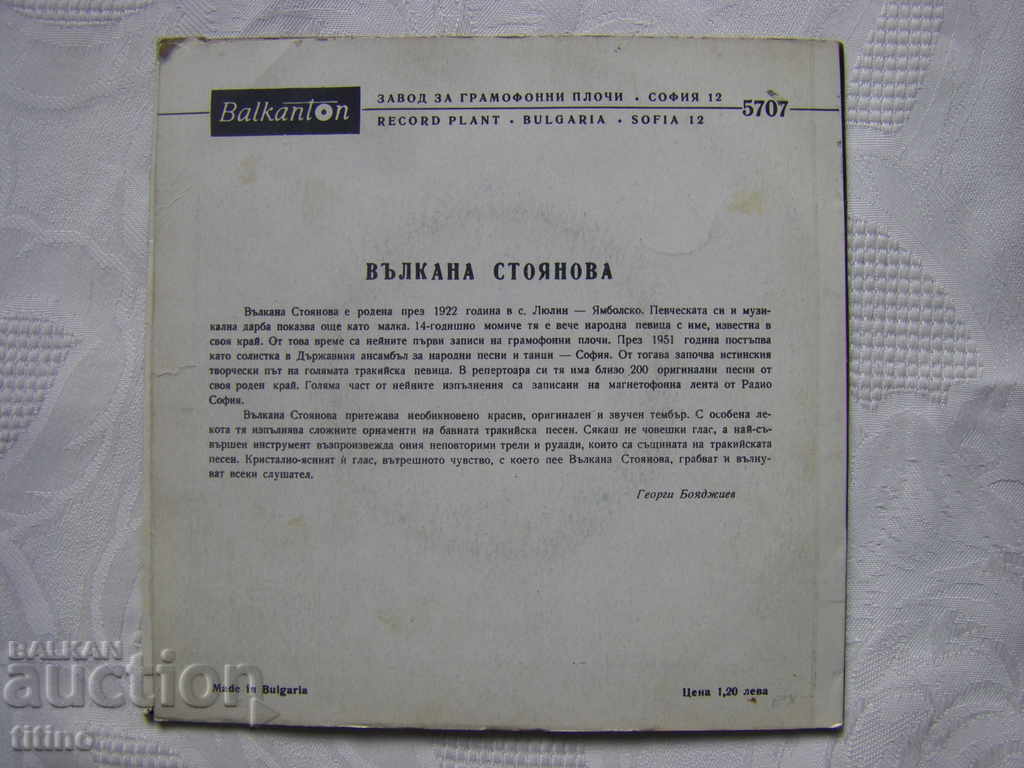 Balkanton
ЗАВОД ЗА ГРАМОФОННИ ПЛОЧИ • СОФИЯ 12
RECORD PLANT • BULGARIA • SOFIA 12
5707
ВЪЛКАНА СТОЯНОВА
Вълкана Стоянова е родена през 1922 година в с. Люлин — Ямболско. Певческата си и музи-
кална дарба показва още като малка. 14-годишно момиче тя е вече народна певица с име, известна в
своя край. От това време са нейните първи записи на грамофонни плочи. През 1951 година постъпва
като солистка в Държавния ансамбъл за народни песни и танци — София. От тогава започва истинския
творчески път на голямата тракийска певица. В репертоара си тя има близо 200 оригинални песни от
своя роден край. Голяма част от нейните изпълнения са записани на магнетофонна лента от Радио
София.
Вълкана Стоянова притежава необикновено красив, оригинален и звучен тембър. С особена ле-
кота тя изпълнява сложните орнаменти на бавната тракийска песен. Сякаш не човешки глас, а най-съ-
вършен инструмент възпроизвежда ония неповторими трели и рулади, които са същината на тракийската
песен. Кристално-ясният ѝ глас, вътрешното чувство, с което пее Вълкана Стоянова, грабват и вълну-
ват всеки слушател.
Георги Бояджиев
Made in Bulgaria
Цена 1,20 лева
BALKAN
auction
titino